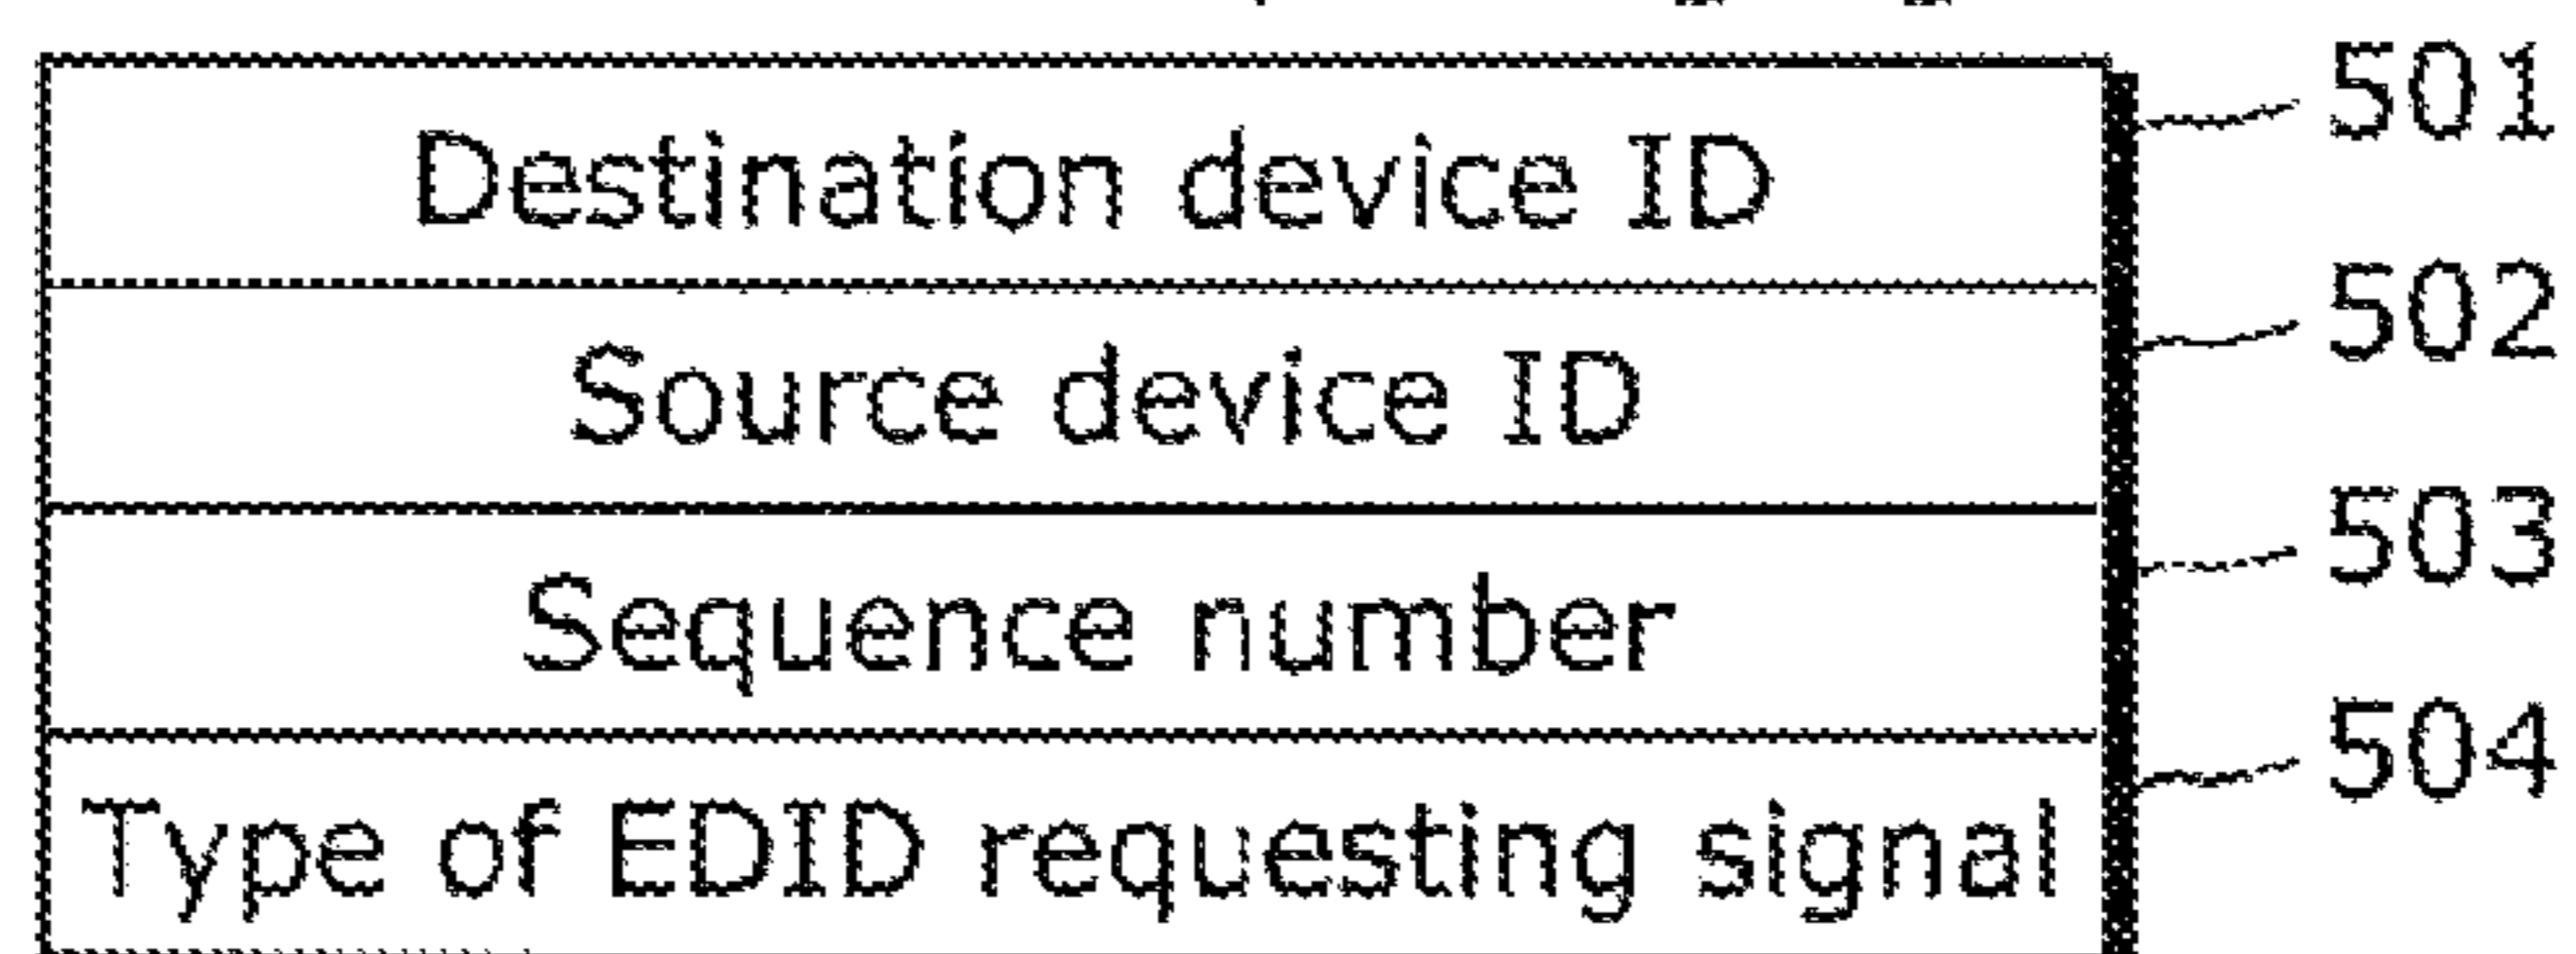 Destination device ID 501
Source device ID 502
Sequence number 503
Type of EDID requesting signal 504